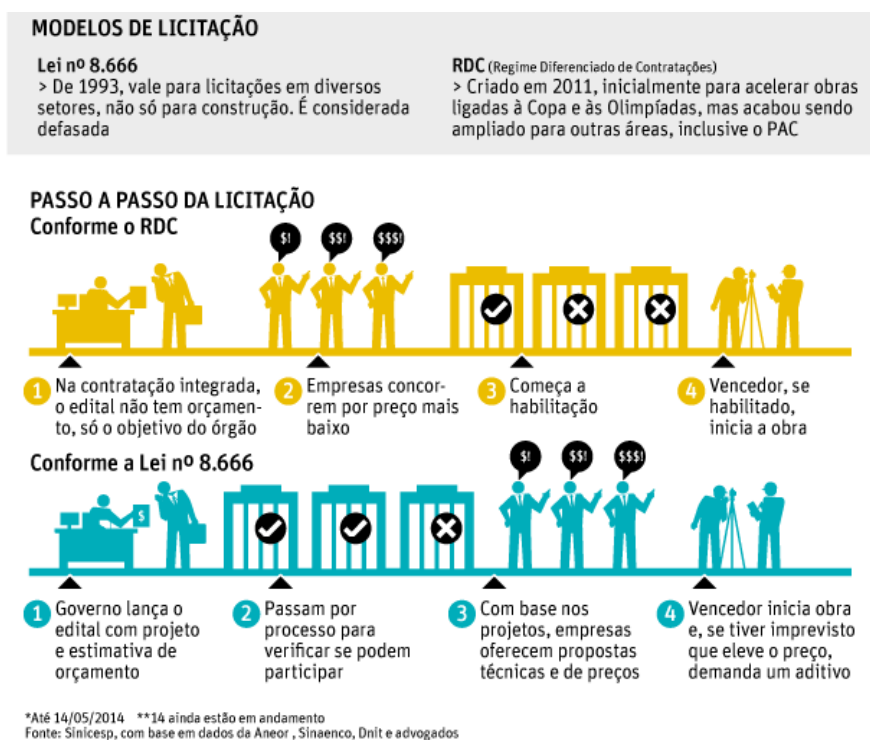 MODELOS DE LICITAÇÃO
Lei nº 8.666
> De 1993, vale para licitações em diversos
setores, não só para construção. É considerada
defasada
RDC (Regime Diferenciado de Contratações)
> Criado em 2011, inicialmente para acelerar obras
ligadas à Copa e às Olimpíadas, mas acabou sendo
ampliado para outras áreas, inclusive o PAC
PASSO A PASSO DA LICITAÇÃO
Conforme o RDC
$!
$$!
$$$!
1 Na contratação integrada,
o edital não tem orçamen-
to, só o objetivo do órgão
2 Empresas concor-
rem por preço mais
baixo
3 Começa a
habilitação
4 Vencedor, se
habilitado,
inicia a obra
Conforme a Lei nº 8.666
$
$!
$$!
$$$!
1 Governo lança o
edital com projeto
e estimativa de
orçamento
2 Passam por
processo para
verificar se podem
participar
3 Com base nos
projetos, empresas
oferecem propostas
técnicas e de preços
4 Vencedor inicia obra
e, se tiver imprevisto
que eleve o preço,
demanda um aditivo
*Até 14/05/2014 **14 ainda estão em andamento
Fonte: Sinicesp, com base em dados da Aneor , Sinaenco, Dnit e advogados